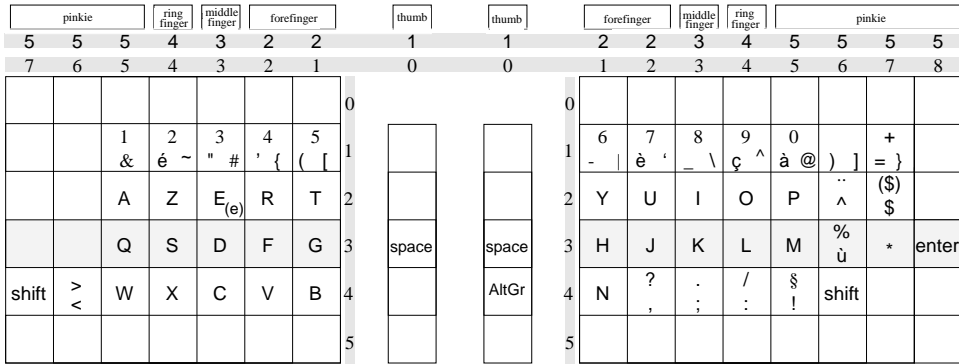 pinkie ring finger middle finger forefinger thumb thumb forefinger middle finger ring finger pinkie
5 5 5 4 3 2 2 1 1 2 2 3 4 5 5 5 5
7 6 5 4 3 2 1 0 0 1 2 3 4 5 6 7 8
0 0
1 2 3 4 5 6 7 8 9 0 +
& é ~ " # ' { ( [ 1 1 - | è ‘ _ \ ç ^ à @ ) ] = }
A Z E (e) R T 2 2 Y U I O P ¨ ^ ($) $
Q S D F G 3 space space 3 H J K L M % ù * enter
shift > < W X C V B 4 AltGr 4 N ? , . ; / : § ! shift
5 5